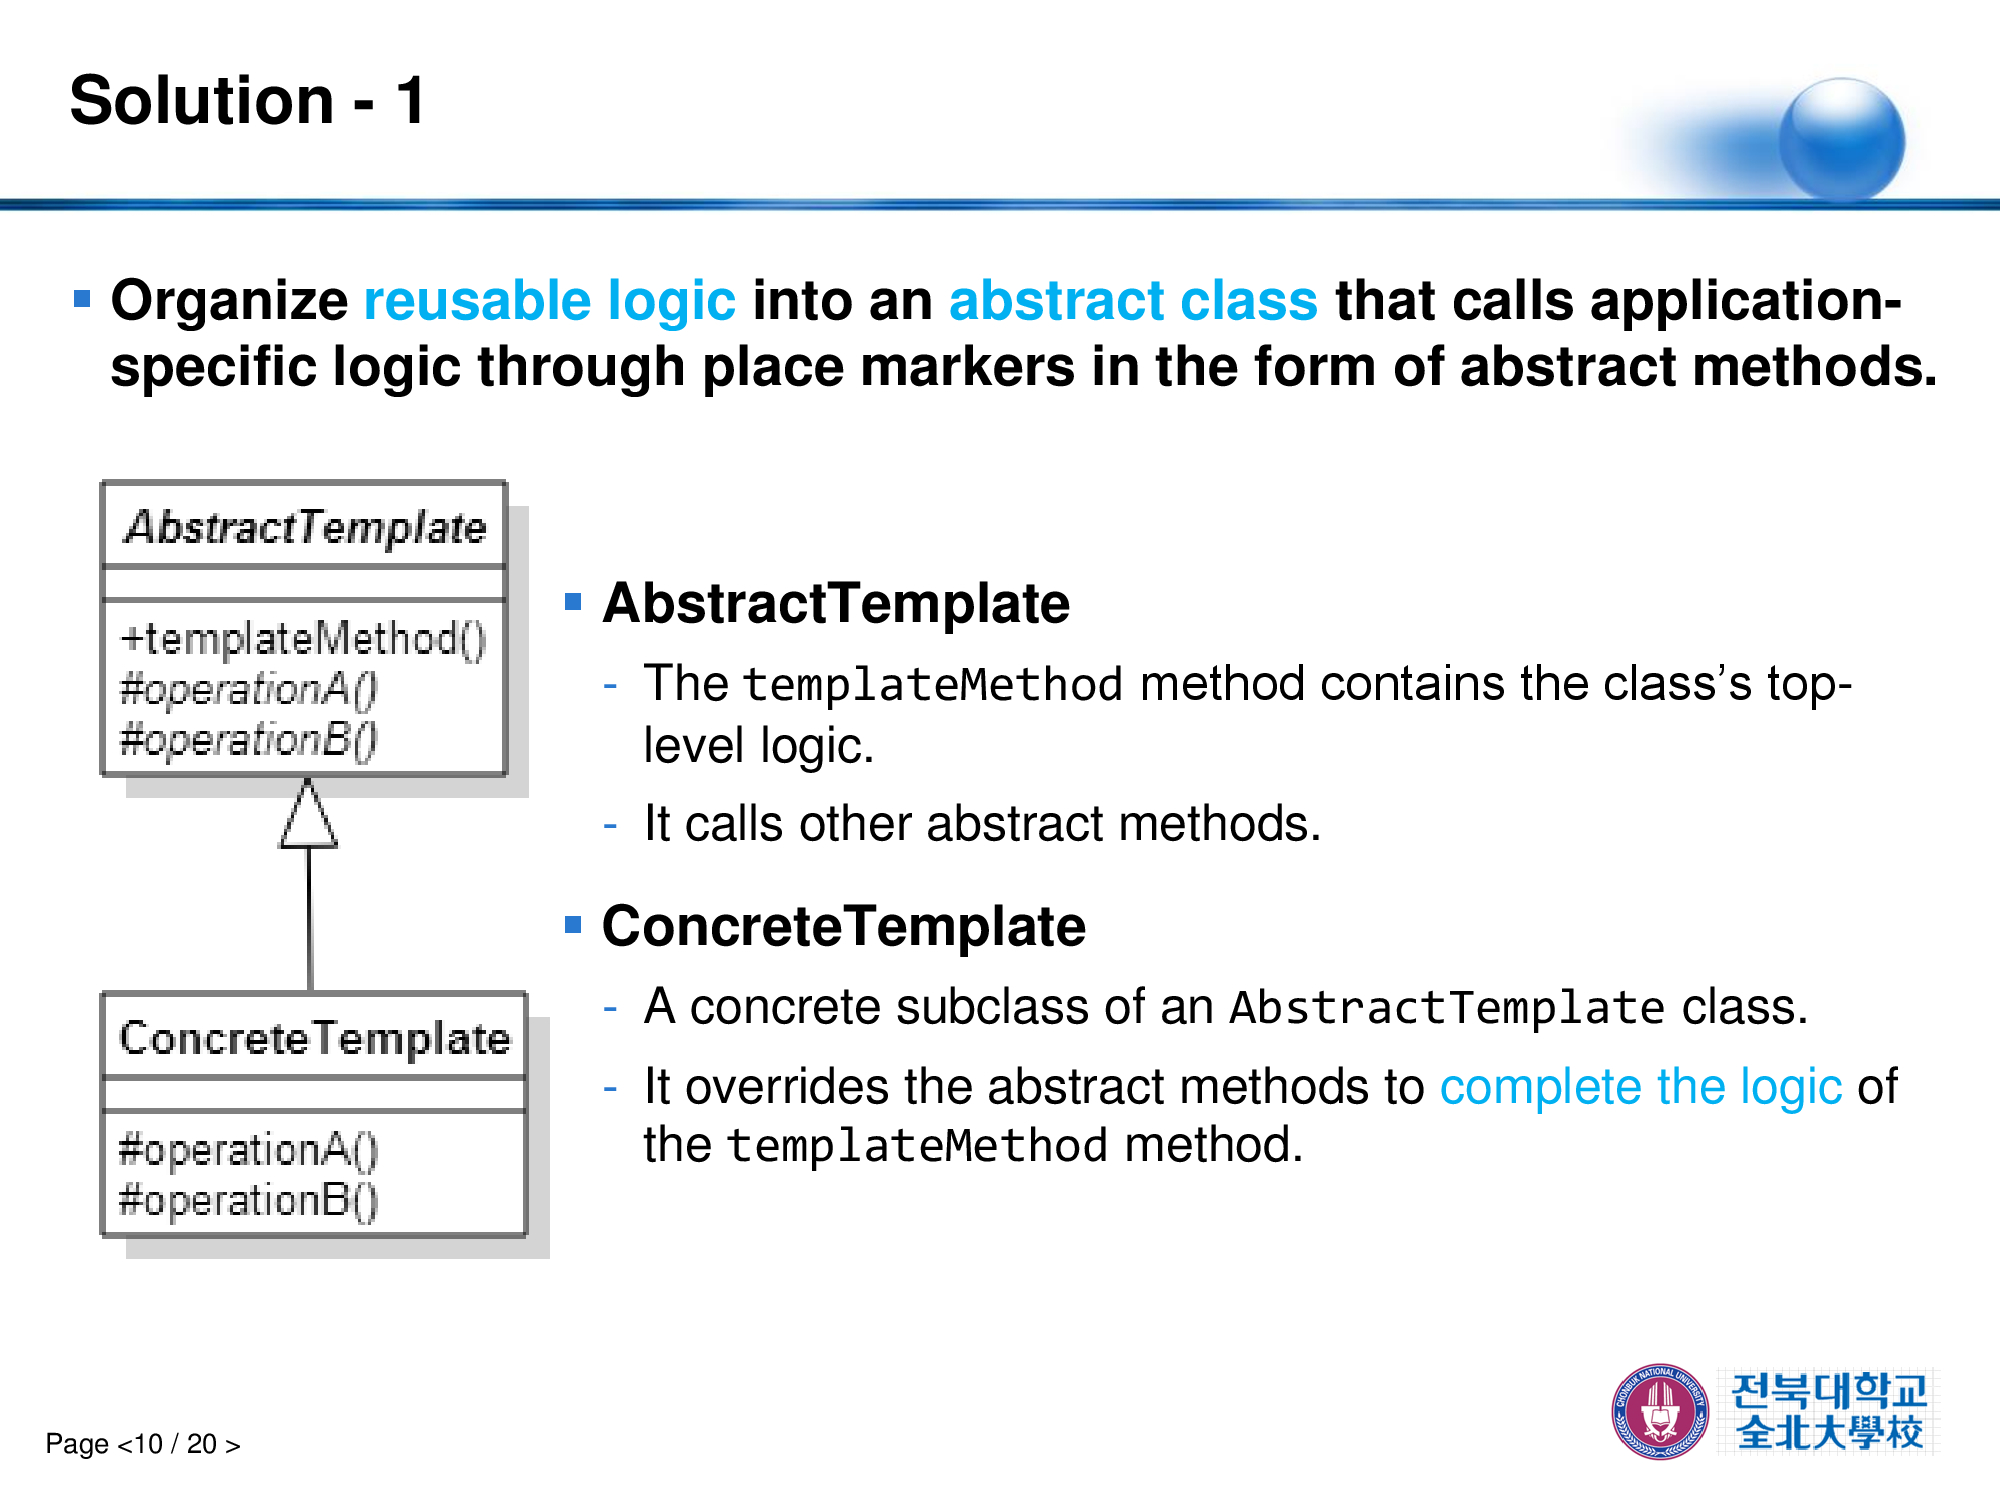 Solution - 1
▪ Organize reusable logic into an abstract class that calls application-
specific logic through place markers in the form of abstract methods.
AbstractTemplate
+templateMethod()
#operationA()
#operationB()
ConcreteTemplate
#operationA()
#operationB()
▪ AbstractTemplate
- The templateMethod method contains the class’s top-
level logic.
- It calls other abstract methods.
▪ ConcreteTemplate
- A concrete subclass of an AbstractTemplate class.
- It overrides the abstract methods to complete the logic of
the templateMethod method.
Page <10 / 20 >
CHONBUK NATIONAL UNIVERSITY
전북대학교
全北大學校